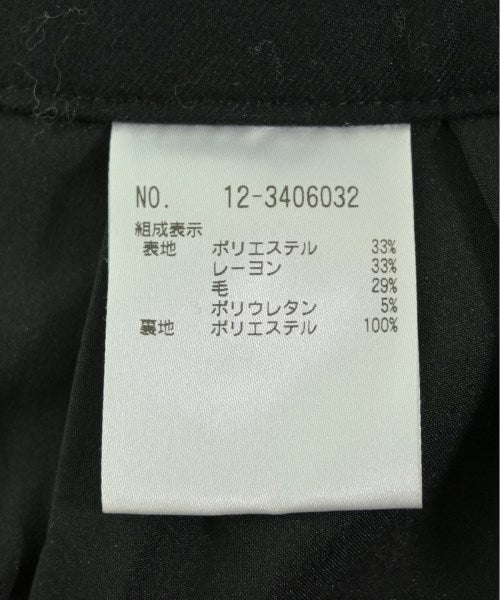 NO. 12-3406032
組成表示
表地 ポリエステル 33%
レーヨン 33%
毛 29%
ポリウレタン 5%
裏地 ポリエステル 100%